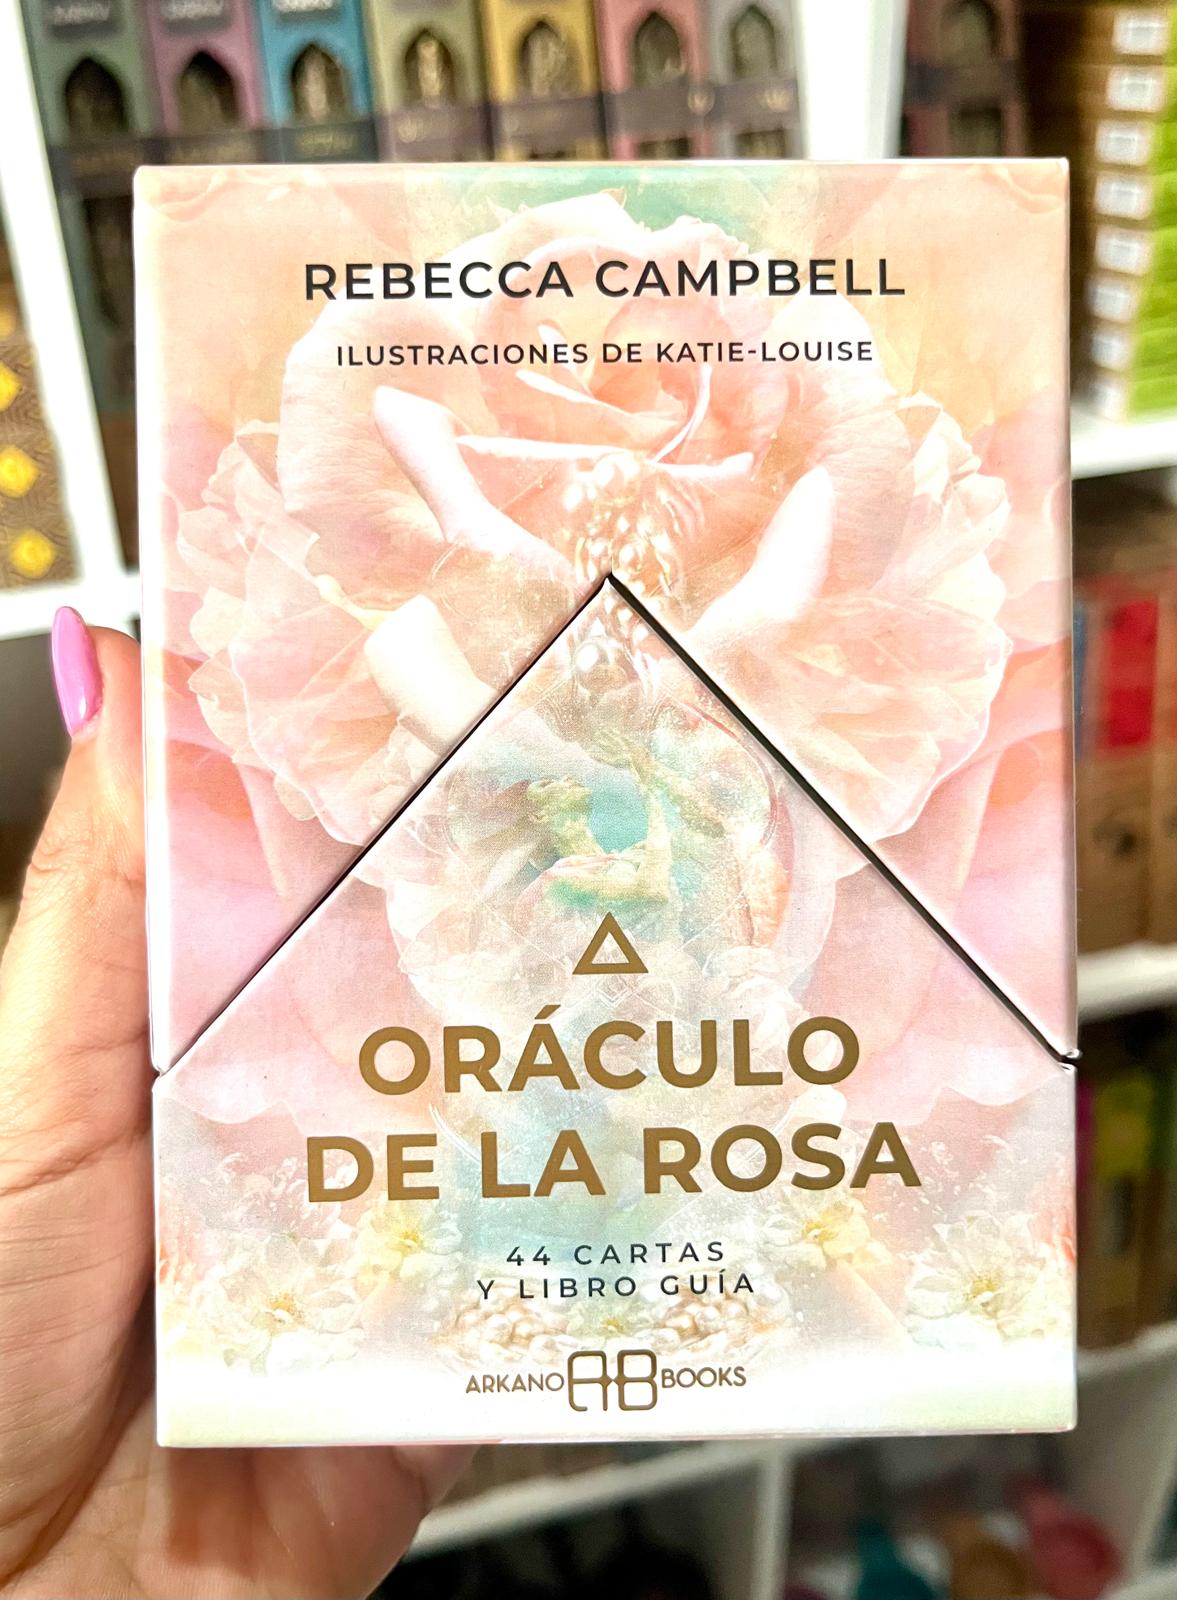 REBECCA CAMPBELL
ILUSTRACIONES DE KATIE-LOUISE
ORÁCULO
DE LA ROSA
44 CARTAS
Y LIBRO GUÍA
ARKANO AB BOOKS